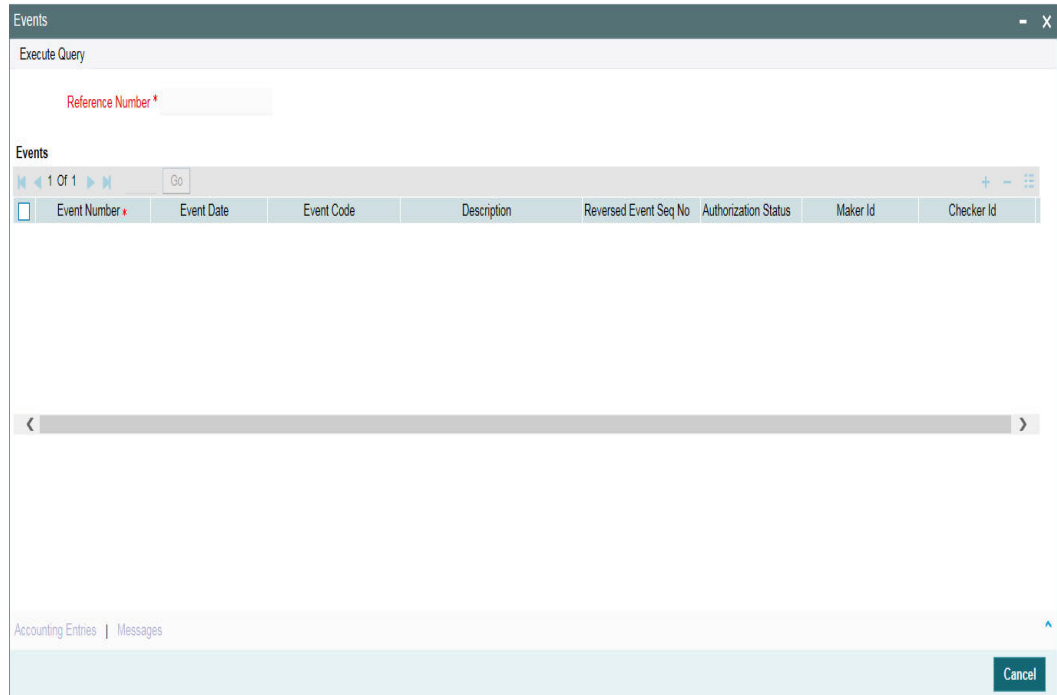 Events - X
Execute Query
Reference Number *
Events
1 Of 1 Go + -
Event Number * Event Date Event Code Description Reversed Event Seq No Authorization Status Maker Id Checker Id
Accounting Entries | Messages
Cancel